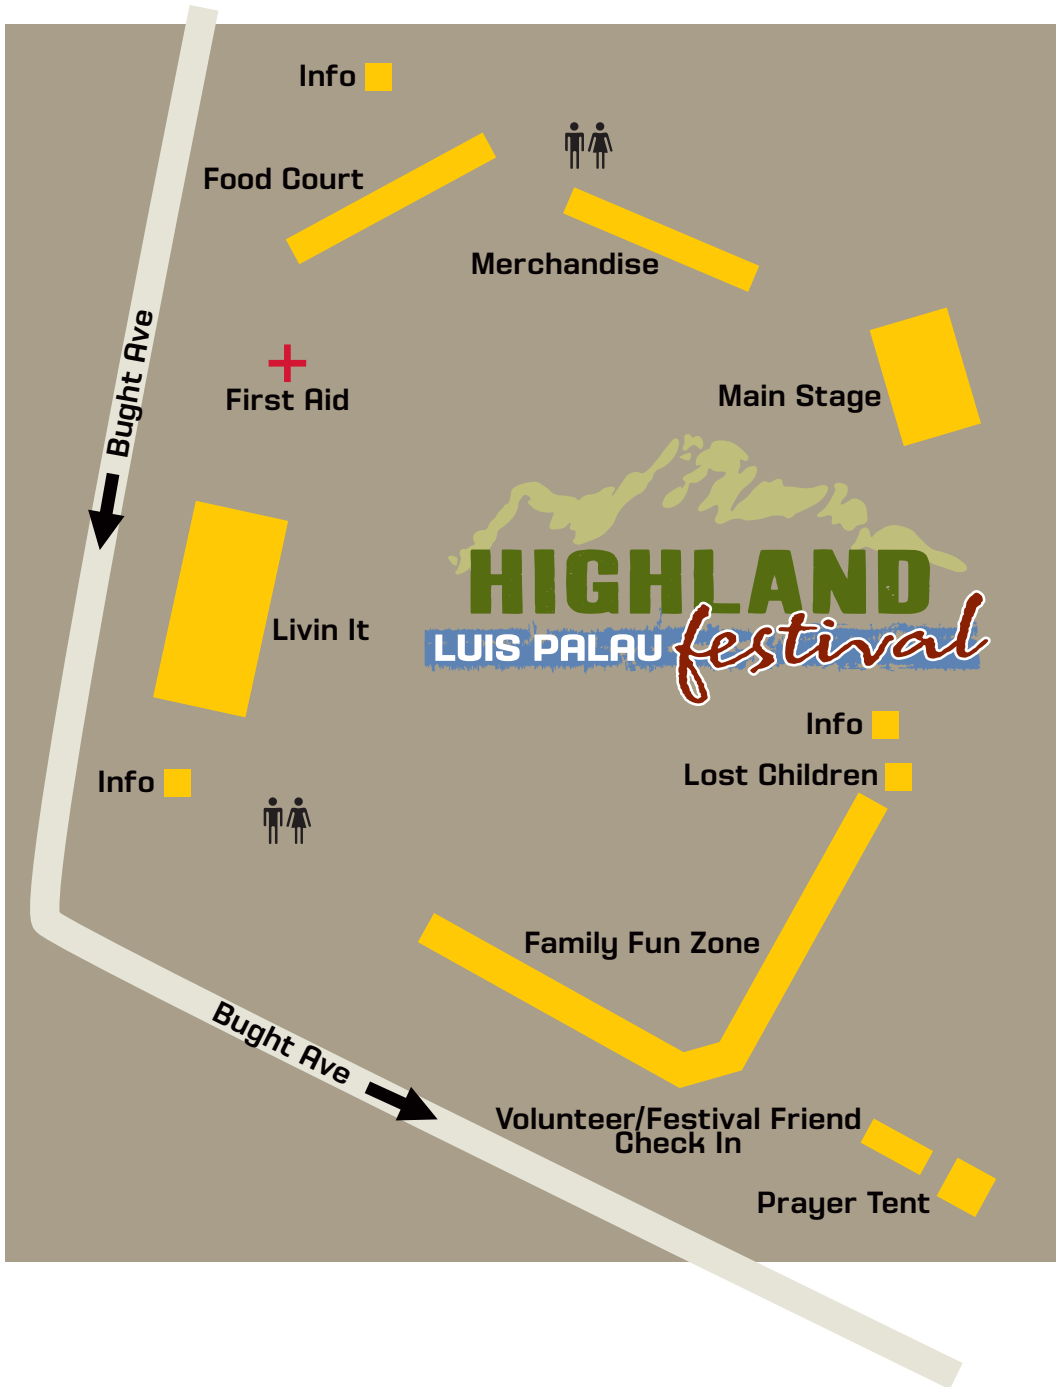 Info
Food Court
Merchandise
Bught Ave
First Aid
Main Stage
HIGHLAND
LUIS PALAU festival
Livin It
Info
Lost Children
Info
Family Fun Zone
Bught Ave
Volunteer/Festival Friend
Check In
Prayer Tent